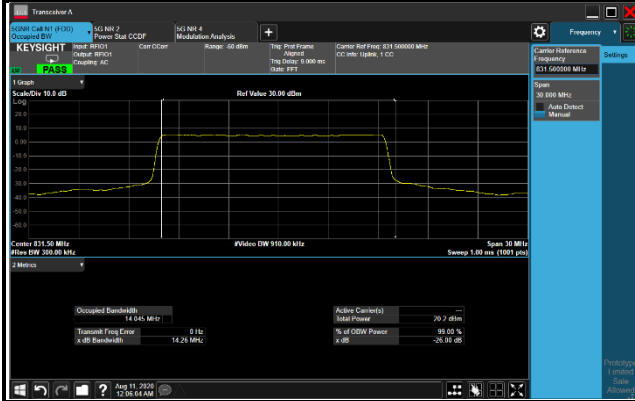 Transceiver A
5GNR Cell N1 (FDD)
Occupied BW
5G NR 2
Power Stat CCDF
5G NR 4
Modulation Analysis
+
Frequency
KEYSIGHT
PASS
Input: RFIO1
Output: RFIO1
Coupling: AC
Corr CCorr
Range: -60 dBm
Trig: Prot Frame
Aligned
Trig Delay: 9.000 ms
Gate: FFT
Carrier Ref Freq: 831.500000 MHz
CC Info: Uplink, 1 CC
Carrier Reference
Frequency
831.500000 MHz
Span
30.000 MHz
Auto Detect
Manual
Settings
1 Graph
Scale/Div 10.0 dB
Ref Value 30.00 dBm
Log
20.0
10.0
0.00
-10.0
-20.0
-30.0
-40.0
-50.0
-60.0
Center 831.50 MHz
#Video BW 910.00 kHz
Span 30 MHz
#Res BW 300.00 kHz
Sweep 1.00 ms (1001 pts)
2 Metrics
Occupied Bandwidth
14.045 MHz
Transmit Freq Error 0 Hz
x dB Bandwidth 14.26 MHz
Active Carrier(s) ---
Total Power 20.2 dBm
% of OBW Power 99.00 %
x dB -26.00 dB
Aug 11, 2020
12:06:04 AM
?
Prototype
Limited
Sale
Allowed